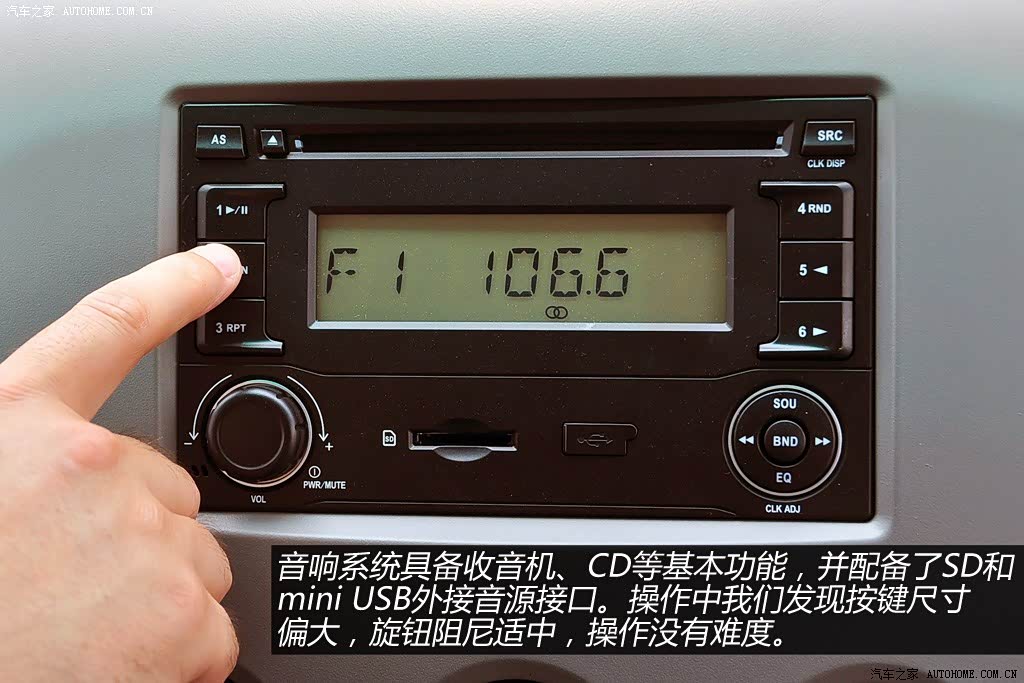 汽车之家 AUTOHOME.COM.CN
AS
SRC
CLK DISP
1 ▶/II
4 RND
F1 106.6
N
5 ◀
3 RPT
6 ▶
SOU
BND
EQ
CLK ADJ
SD
− +
PWR/MUTE
VOL
音响系统具备收音机、CD等基本功能，并配备了SD和
mini USB外接音源接口。操作中我们发现按键尺寸
偏大，旋钮阻尼适中，操作没有难度。
汽车之家 AUTOHOME.COM.CN